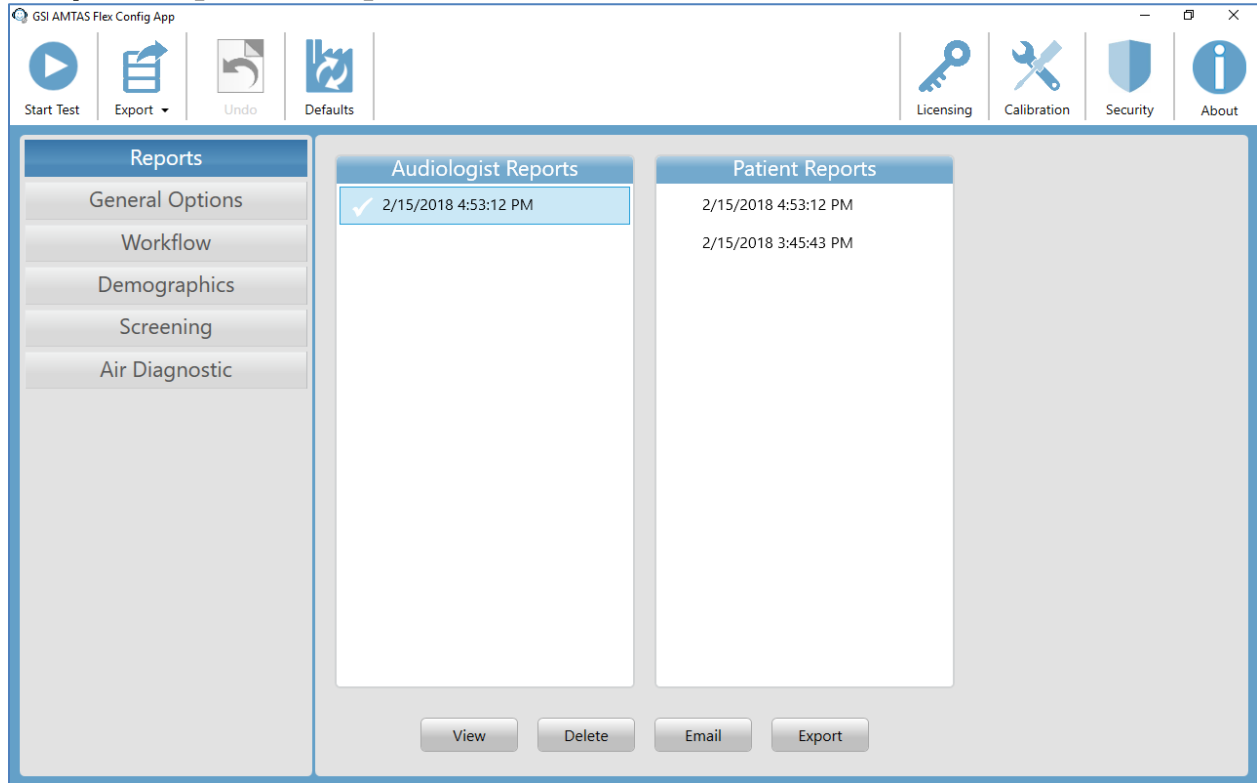 GSI AMTAS Flex Config App
Start Test
Export
Undo
Defaults
Licensing
Calibration
Security
About
Reports
General Options
Workflow
Demographics
Screening
Air Diagnostic
Audiologist Reports
2/15/2018 4:53:12 PM
Patient Reports
2/15/2018 4:53:12 PM
2/15/2018 3:45:43 PM
View
Delete
Email
Export